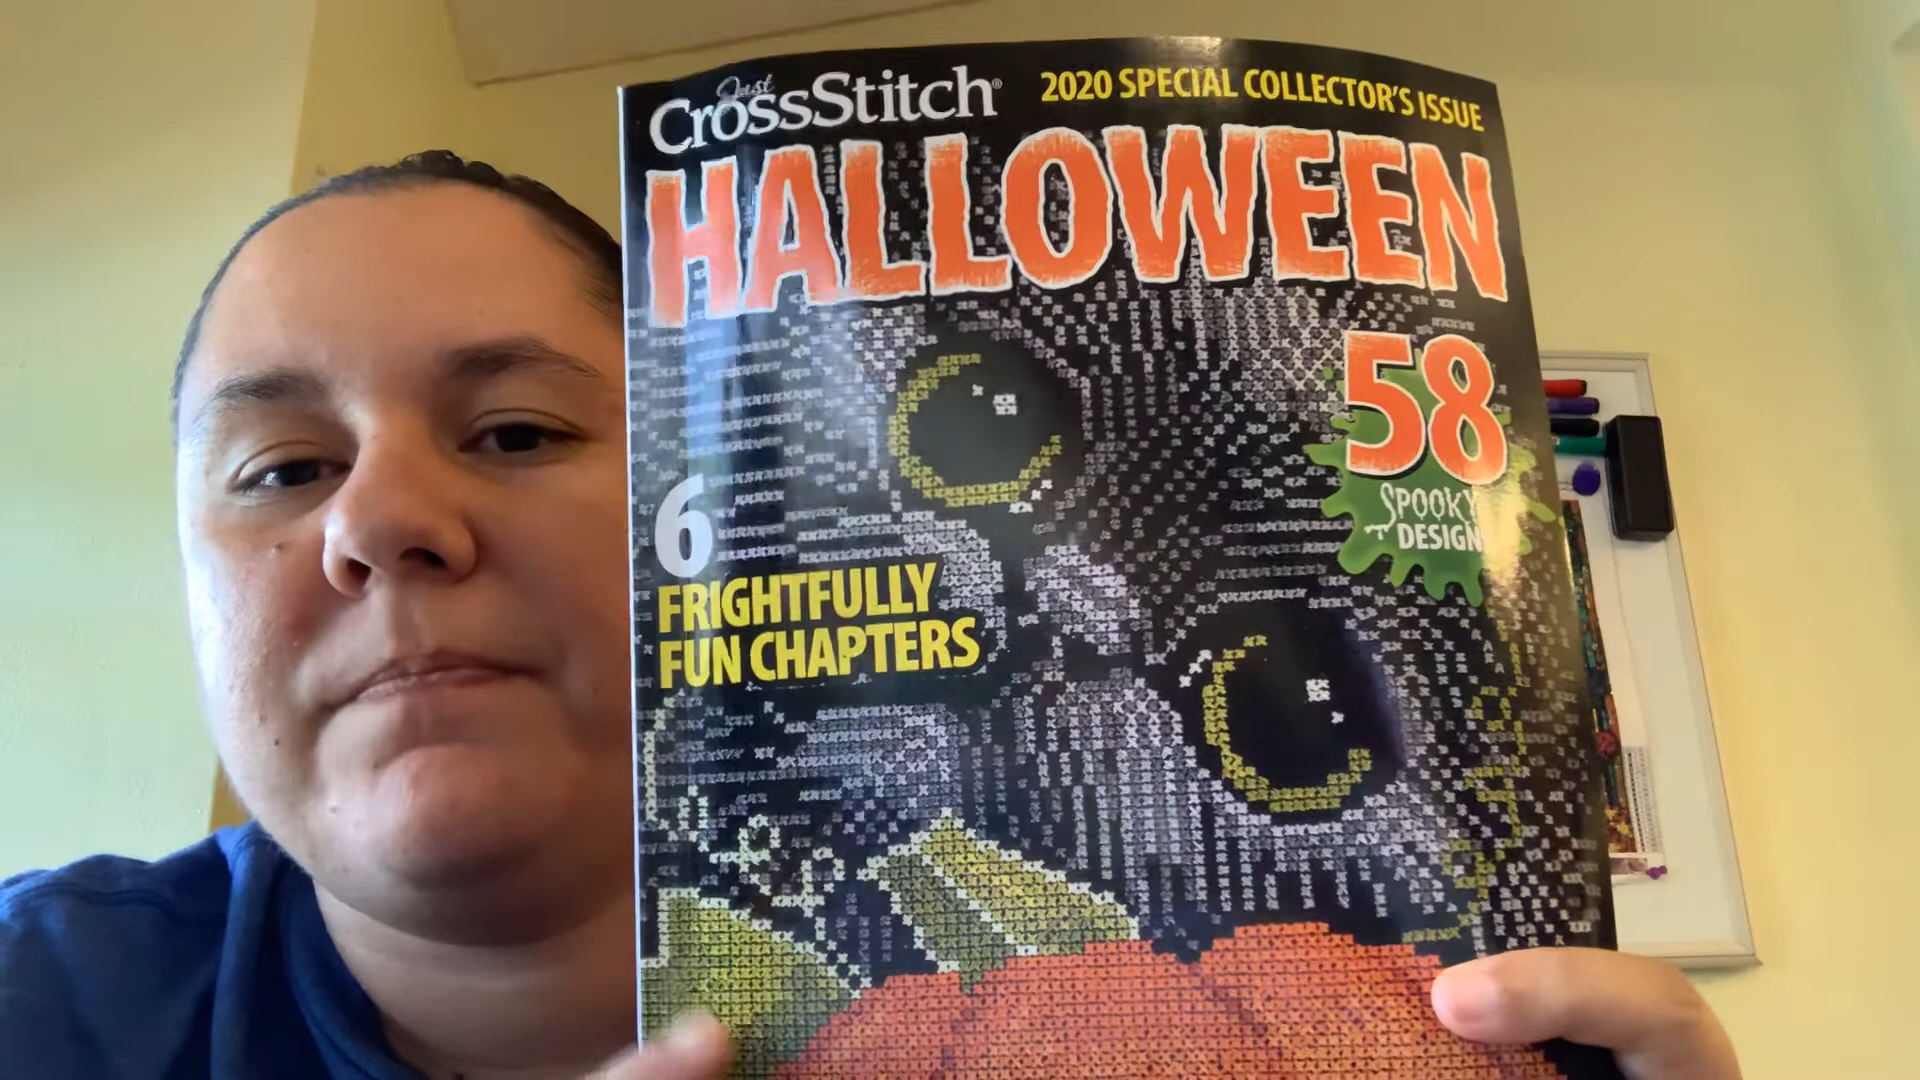 Just
CrossStitch®
2020 SPECIAL COLLECTOR'S ISSUE
HALLOWEEN
58
SPOOKY
DESIGN
6
FRIGHTFULLY
FUN CHAPTERS